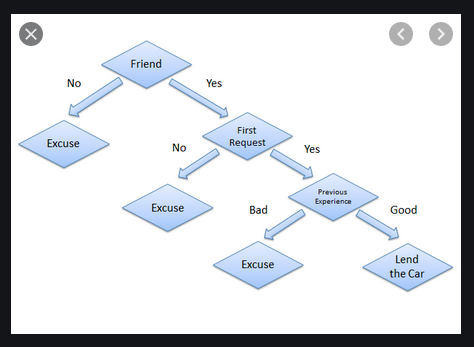 Friend
No
Yes
Excuse
First
Request
No
Yes
Excuse
Previous
Experience
Bad
Good
Excuse
Lend
the Car